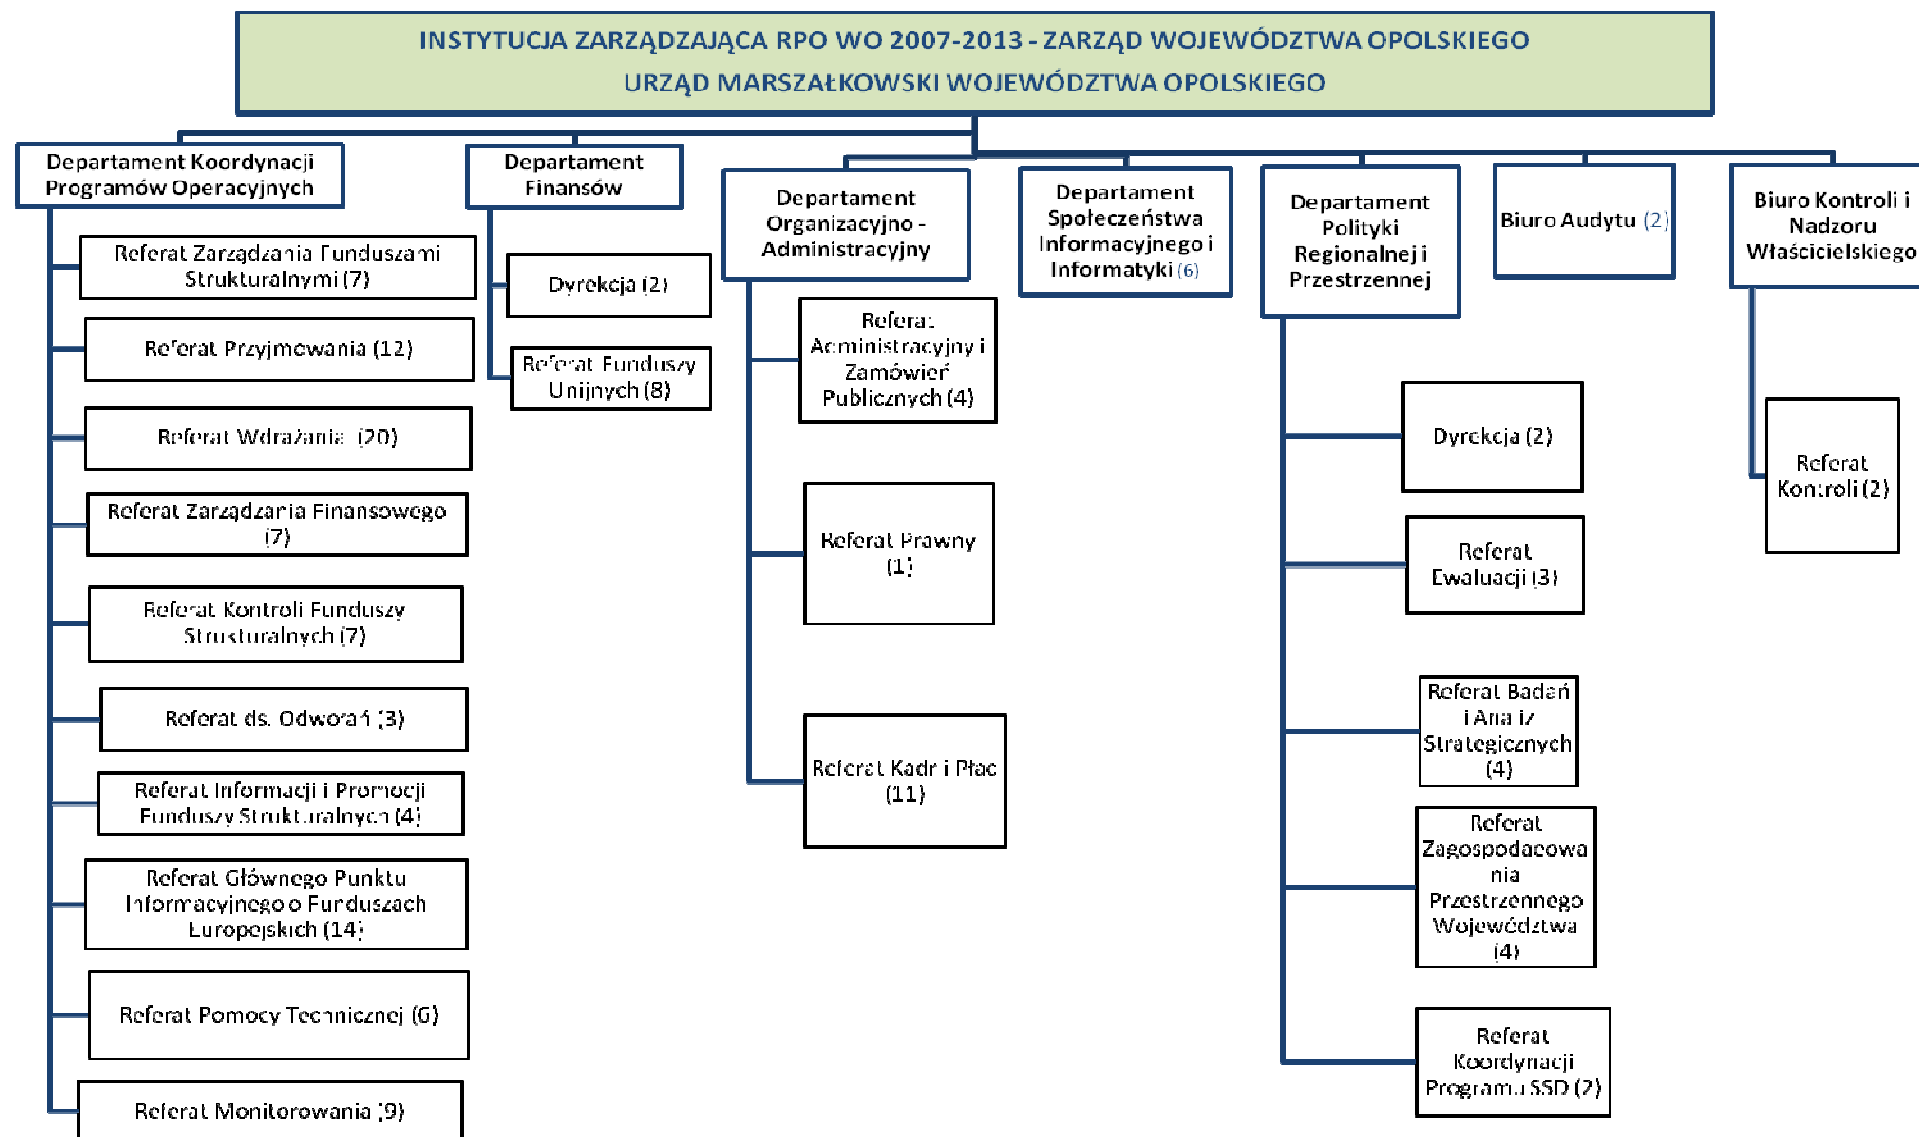 INSTYTUCJA ZARZĄDZAJĄCA RPO WO 2007-2013 - ZARZĄD WOJEWÓDZTWA OPOLSKIEGO
URZĄD MARSZAŁKOWSKI WOJEWÓDZTWA OPOLSKIEGO
Departament Koordynacji
Programów Operacyjnych
Referat Zarządzania Funduszami
Strukturalnymi (7)
Referat Przyjmowania (12)
Referat Wdrażania (20)
Referat Zarządzania Finansowego
(7)
Referat Kontroli Funduszy
Strukturalnych (7)
Referat ds. Odwołań (3)
Referat Informacji i Promocji
Funduszy Strukturalnych (4)
Referat Głównego Punktu
Informacyjnego o Funduszach
Europejskich (14)
Referat Pomocy Technicznej (6)
Referat Monitorowania (9)
Departament
Finansów
Dyrekcja (2)
Referat Funduszy
Unijnych (8)
Departament
Organizacyjno -
Administracyjny
Referat
Administracyjny i
Zamówień
Publicznych (4)
Referat Prawny
(1)
Referat Kadr i Płac
(11)
Departament
Społeczeństwa
Informacyjnego i
Informatyki (6)
Departament
Polityki
Regionalnej i
Przestrzennej
Dyrekcja (2)
Referat
Ewaluacji (3)
Referat Badań
i Analiz
Strategicznych
(4)
Referat
Zagospodacowa
nia
Przestrzennego
Województwa
(4)
Referat
Koordynacji
Programu SSD (2)
Biuro Audytu (2)
Biuro Kontroli i
Nadzoru
Właścicielskiego
Referat
Kontroli (2)